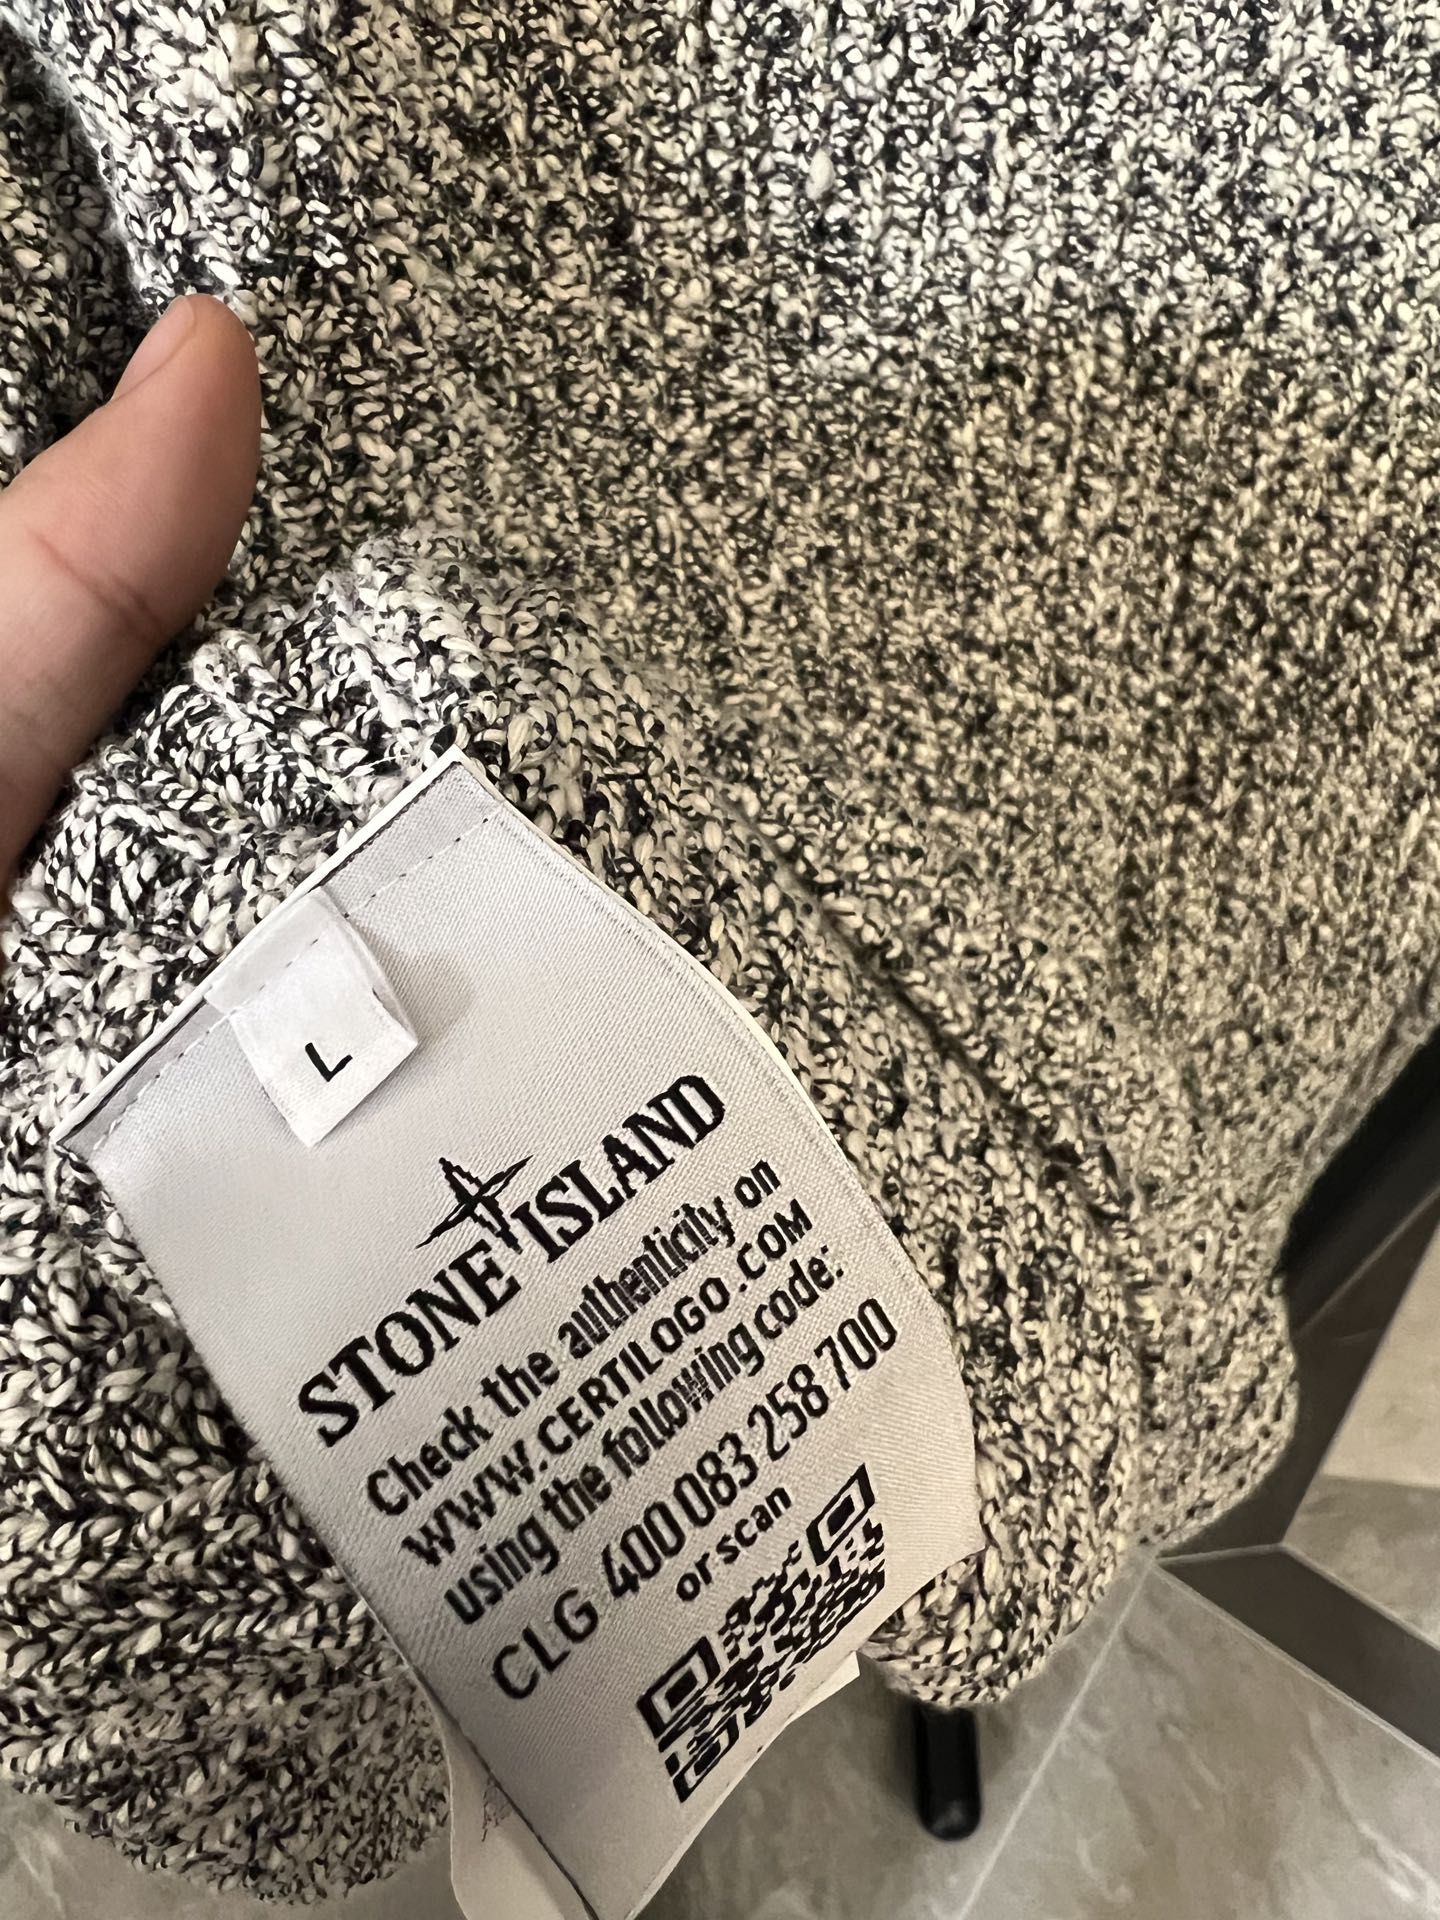 L
STONE ISLAND
Check the authenticity on
WWW.CERTILOGO.COM
using the following code:
CLG 400 083 258 700
or scan